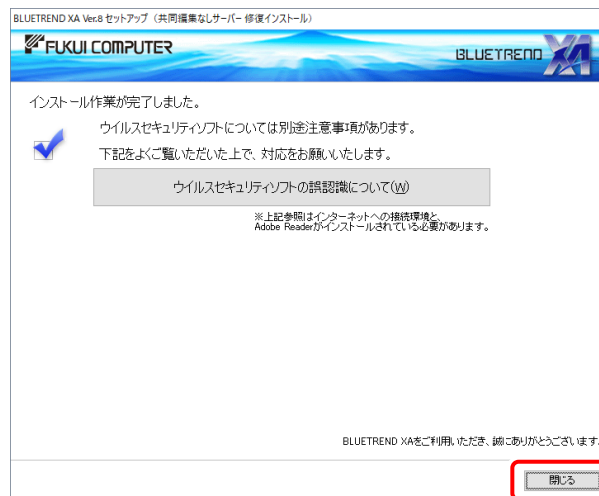 BLUETREND XA Ver.8 セットアップ（共同編集なしサーバー 修復インストール）
FUKUI COMPUTER
BLUETREND XA
インストール作業が完了しました。
ウイルスセキュリティソフトについては別途注意事項があります。
下記をよくご覧いただいた上で、対応をお願いいたします。
ウイルスセキュリティソフトの誤認識について(W)
※上記参照はインターネットへの接続環境と、
Adobe Readerがインストールされている必要があります。
BLUETREND XAをご利用いただき、誠にありがとうございます。
閉じる